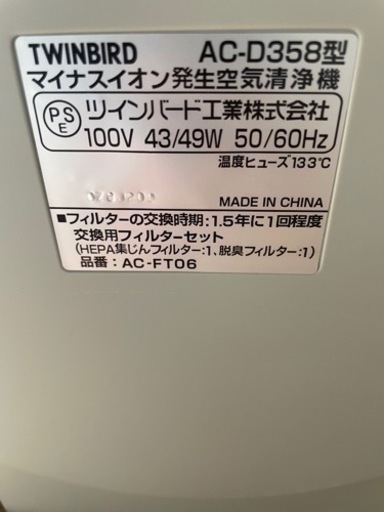 TWINBIRD AC-D358型
マイナスイオン発生空気清浄機
PSE ツインバード工業株式会社
100V 43/49W 50/60Hz
温度ヒューズ133℃
MADE IN CHINA
■フィルターの交換時期:1.5年に1回程度
交換用フィルターセット
(HEPA集じんフィルター:1、脱臭フィルター:1)
品番:AC-FT06